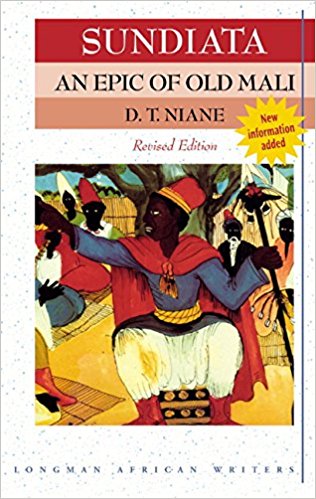 SUNDIATA
AN EPIC OF OLD MALI
D. T. NIANE
Revised Edition
New
information
added
LONGMAN AFRICAN WRITERS